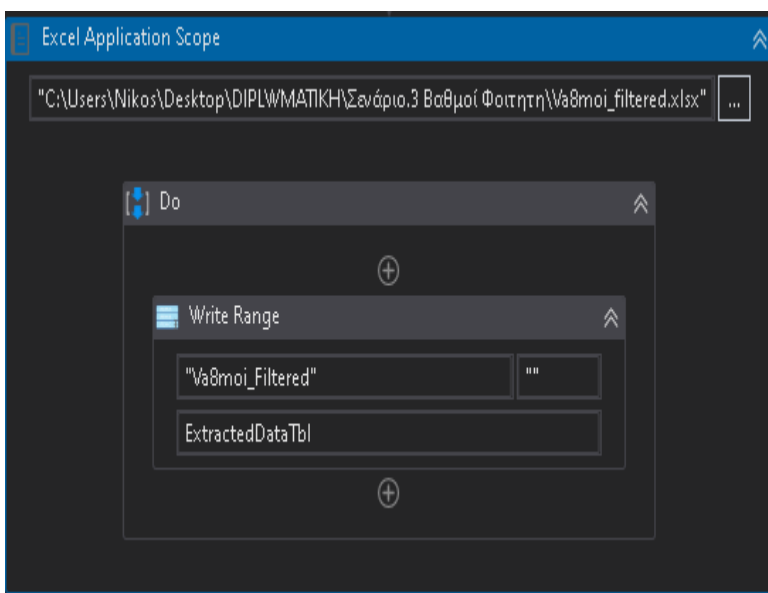 Excel Application Scope
"C:\Users\Nikos\Desktop\DIPLWMATIKH\Σενάριο.3 Βαθμοί Φοιτητη\Va8moi_filtered.xlsx" ...
Do
Write Range
"Va8moi_Filtered" ""
ExtractedDataTbl